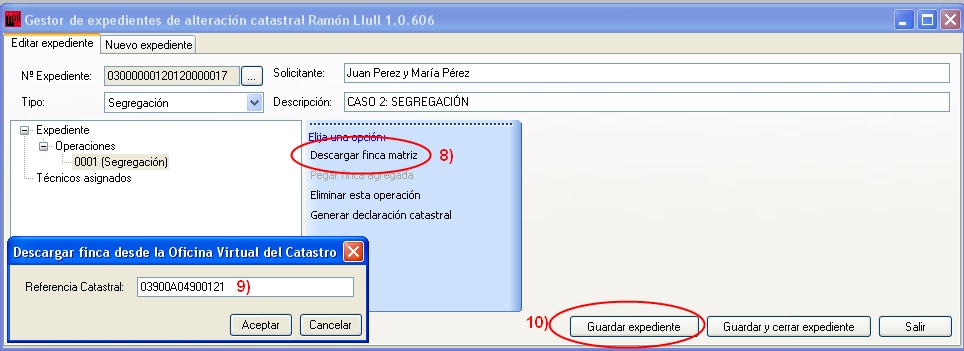 Gestor de expedientes de alteración catastral Ramón Llull 1.0.606
Editar expediente Nuevo expediente
Nº Expediente: 03000000120120000017 ... Solicitante: Juan Perez y María Pérez
Tipo: Segregación Descripción: CASO 2: SEGREGACIÓN
Expediente
Operaciones
0001 (Segregación)
Técnicos asignados
Elija una opción:
Descargar finca matriz 8)
Pegar finca agregada
Eliminar esta operación
Generar declaración catastral
Descargar finca desde la Oficina Virtual del Catastro
Referencia Catastral: 03900A04900121 9)
Aceptar Cancelar
10) Guardar expediente Guardar y cerrar expediente Salir